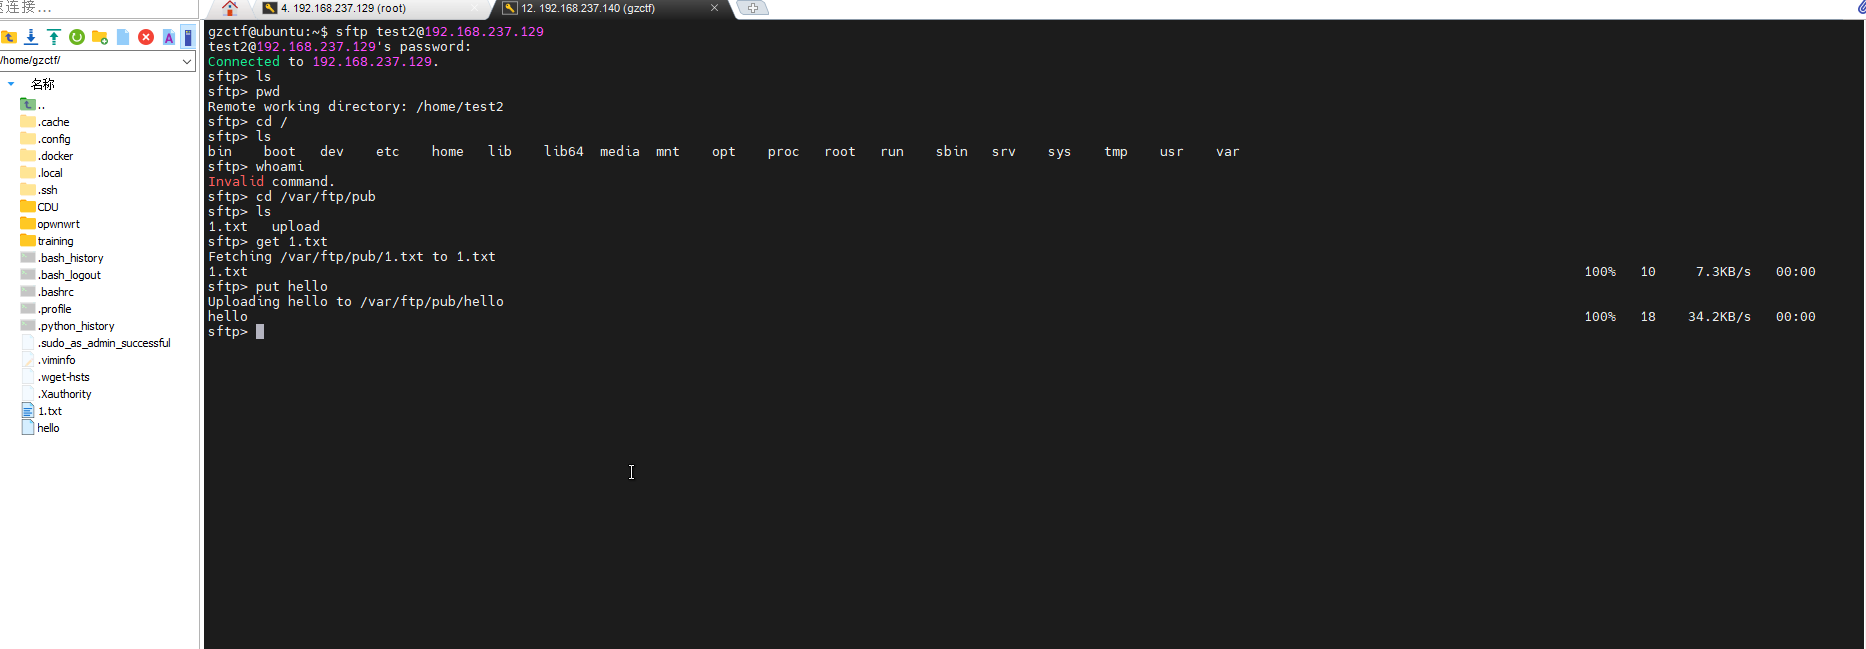 速连接...
4. 192.168.237.129 (root)
12. 192.168.237.140 (gzctf)
/home/gzctf/
名称
..
.cache
.config
.docker
.local
.ssh
CDU
opwnwrt
training
.bash_history
.bash_logout
.bashrc
.profile
.python_history
.sudo_as_admin_successful
.viminfo
.wget-hsts
.Xauthority
1.txt
hello
gzctf@ubuntu:~$ sftp test2@192.168.237.129
test2@192.168.237.129's password:
Connected to 192.168.237.129.
sftp> ls
sftp> pwd
Remote working directory: /home/test2
sftp> cd /
sftp> ls
bin boot dev etc home lib lib64 media mnt opt proc root run sbin srv sys tmp usr var
sftp> whoami
Invalid command.
sftp> cd /var/ftp/pub
sftp> ls
1.txt upload
sftp> get 1.txt
Fetching /var/ftp/pub/1.txt to 1.txt
1.txt 100% 10 7.3KB/s 00:00
sftp> put hello
Uploading hello to /var/ftp/pub/hello
hello 100% 18 34.2KB/s 00:00
sftp>